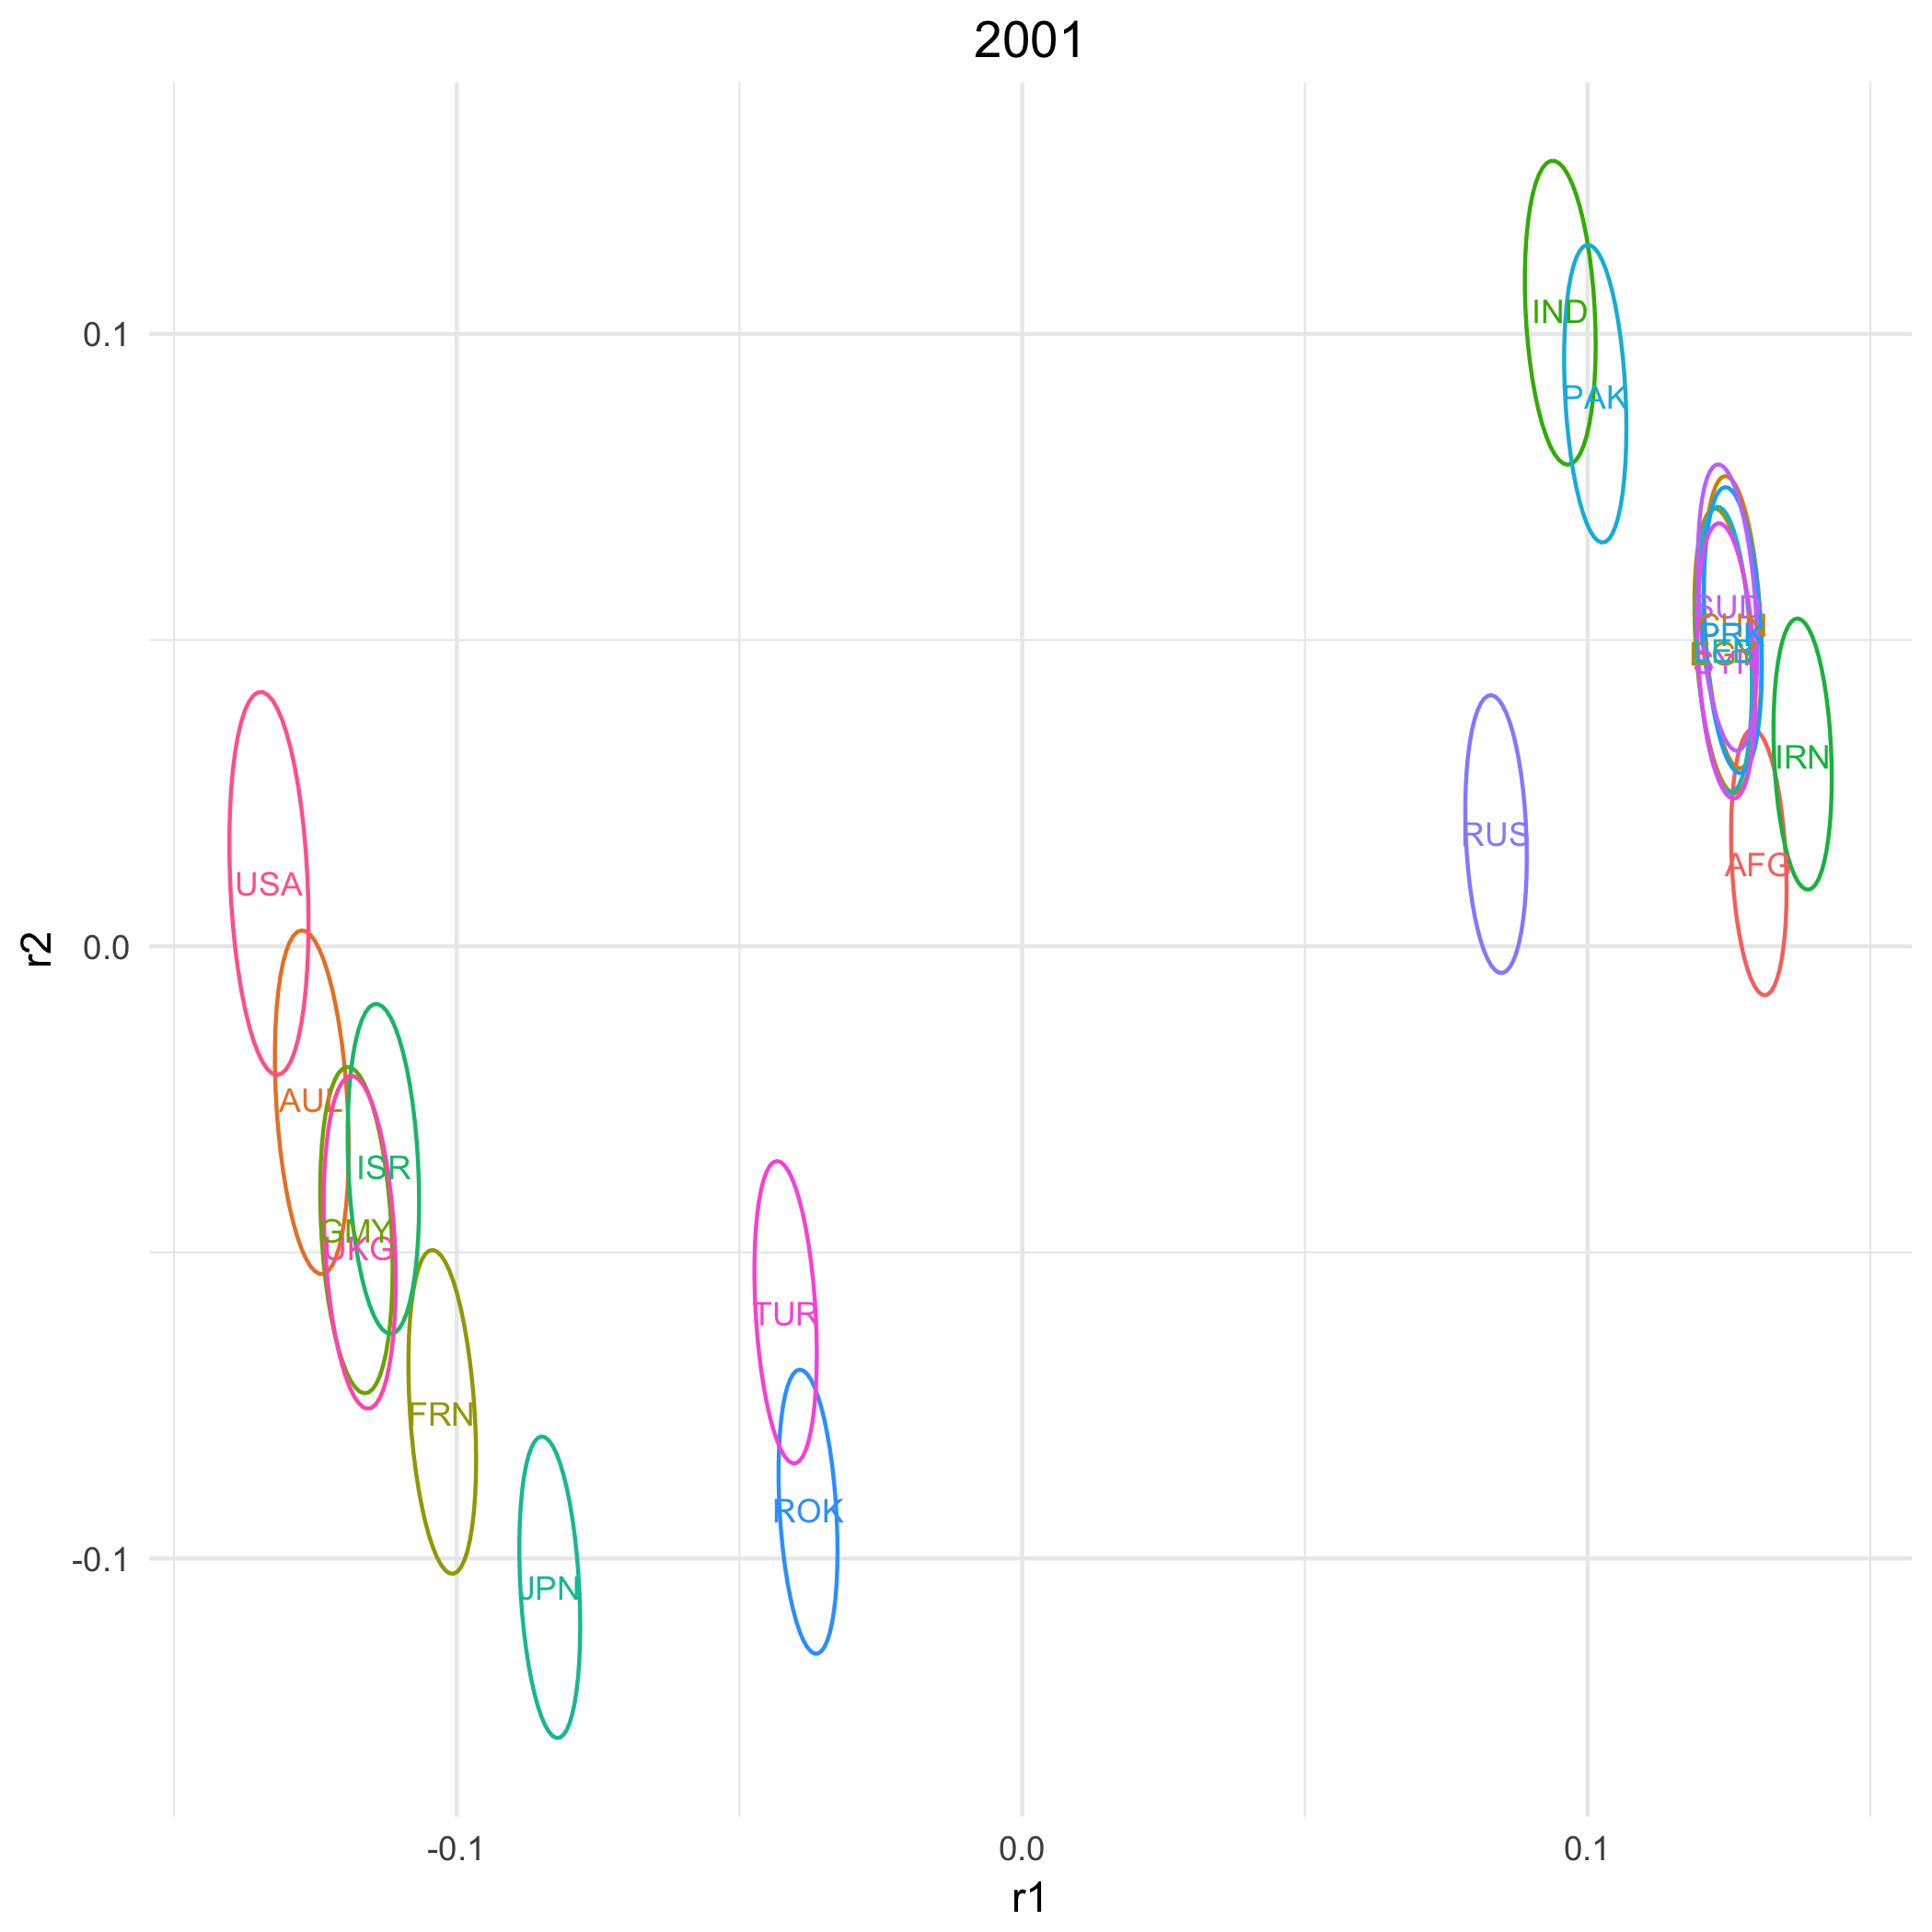 2001
IND
0.1
PAK
SUD
CHN
PRK
IRN
RUS
AFG
USA
r2
0.0
AUL
ISR
GMY
UKG
TUR
FRN
ROK
-0.1
JPN
-0.1
0.0
0.1
r1